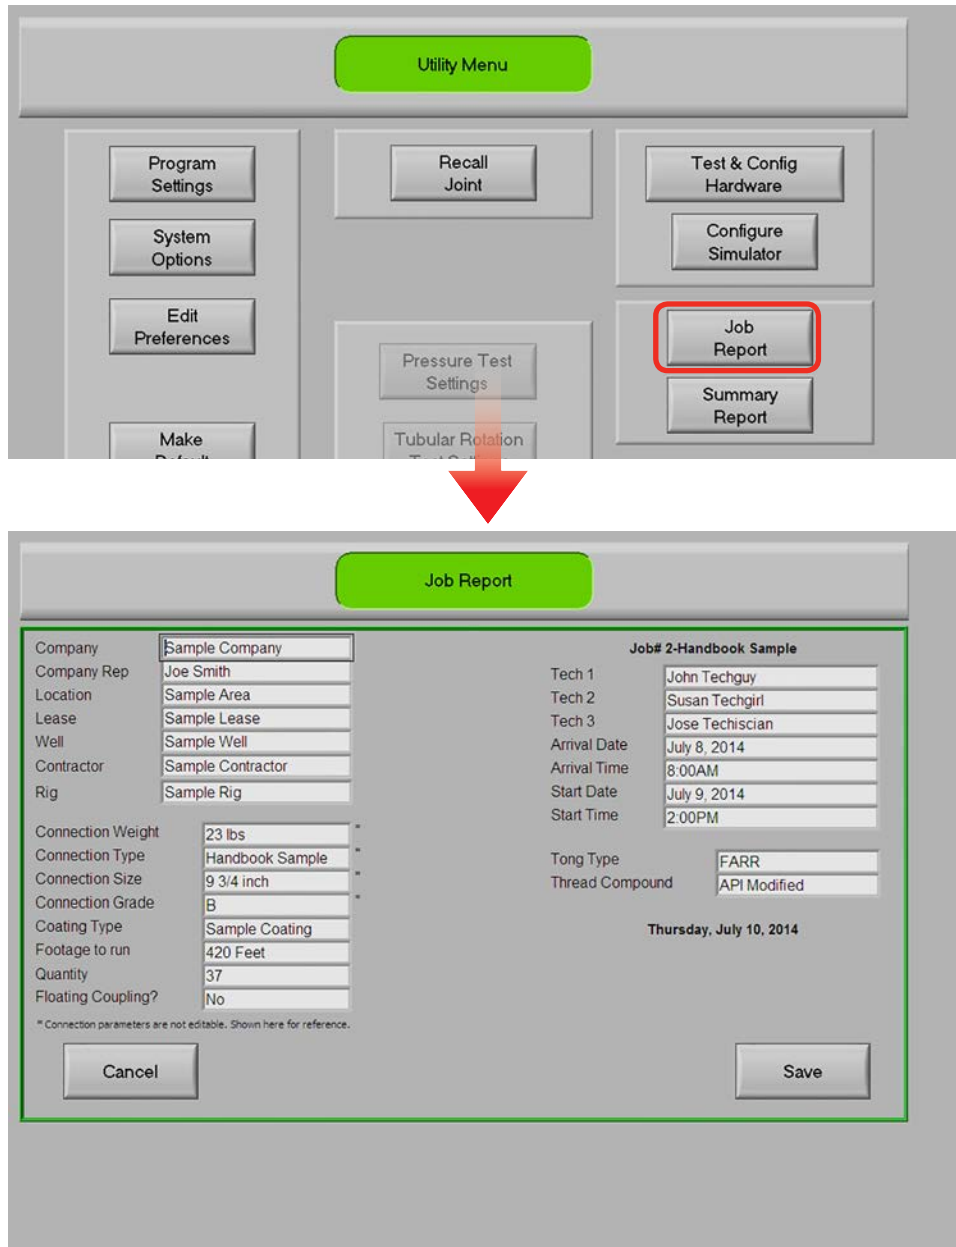 Utility Menu
Program
Settings
System
Options
Edit
Preferences
Make
Default
Recall
Joint
Pressure Test
Settings
Tubular Rotation
Test & Config
Hardware
Configure
Simulator
Job
Report
Summary
Report
Job Report
Company Sample Company
Company Rep Joe Smith
Location Sample Area
Lease Sample Lease
Well Sample Well
Contractor Sample Contractor
Rig Sample Rig
Connection Weight 23 lbs *
Connection Type Handbook Sample *
Connection Size 9 3/4 inch *
Connection Grade B *
Coating Type Sample Coating
Footage to run 420 Feet
Quantity 37
Floating Coupling? No
* Connection parameters are not editable. Shown here for reference.
Job# 2-Handbook Sample
Tech 1 John Techguy
Tech 2 Susan Techgirl
Tech 3 Jose Techiscian
Arrival Date July 8, 2014
Arrival Time 8:00AM
Start Date July 9, 2014
Start Time 2:00PM
Tong Type FARR
Thread Compound API Modified
Thursday, July 10, 2014
Cancel
Save